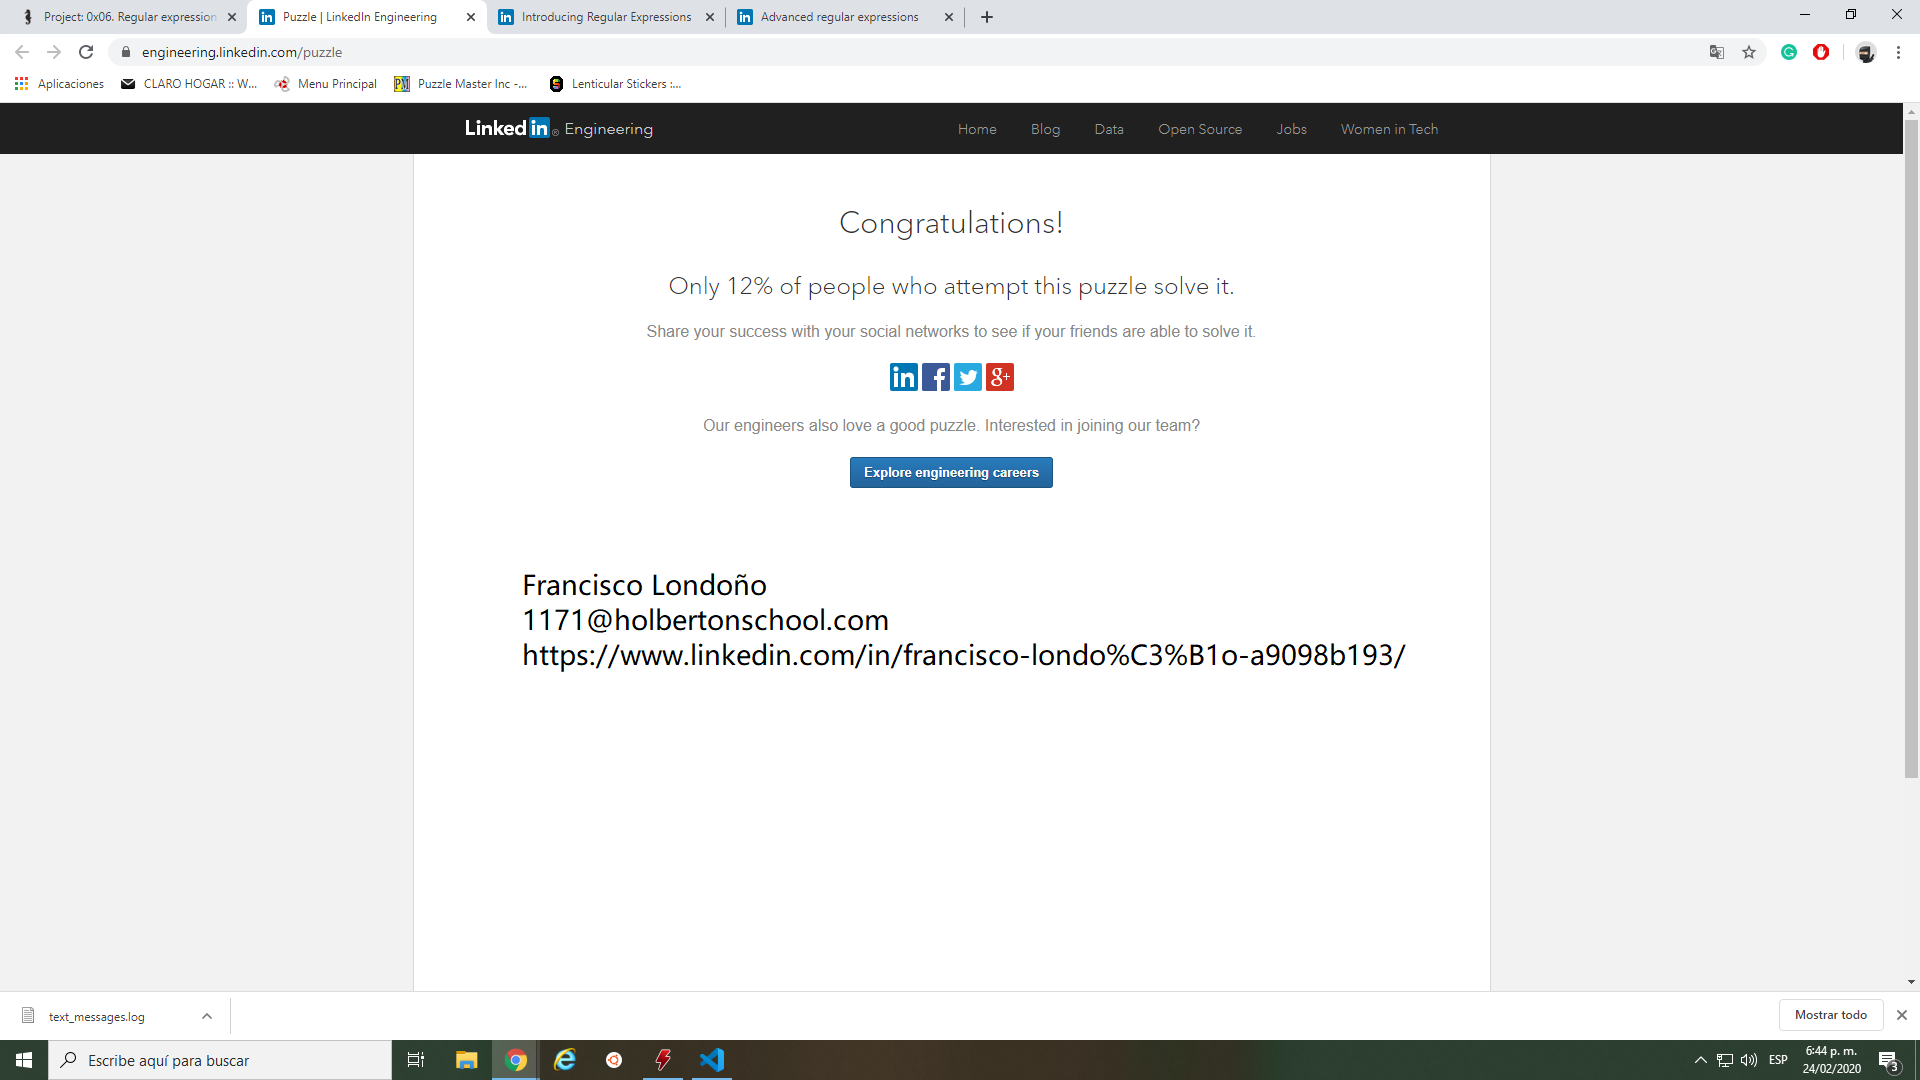 Project: 0x06. Regular expression
Puzzle | LinkedIn Engineering
Introducing Regular Expressions
Advanced regular expressions
engineering.linkedin.com/puzzle
Aplicaciones
CLARO HOGAR :: W...
Menu Principal
PM
Puzzle Master Inc -...
Lenticular Stickers :...
Linked in ® Engineering
Home
Blog
Data
Open Source
Jobs
Women in Tech
Congratulations!
Only 12% of people who attempt this puzzle solve it.
Share your success with your social networks to see if your friends are able to solve it.
in f g+
Our engineers also love a good puzzle. Interested in joining our team?
Explore engineering careers
Francisco Londoño
1171@holbertonschool.com
https://www.linkedin.com/in/francisco-londo%C3%B1o-a9098b193/
text_messages.log
Mostrar todo
Escribe aquí para buscar
ESP
6:44 p. m.
24/02/2020
3